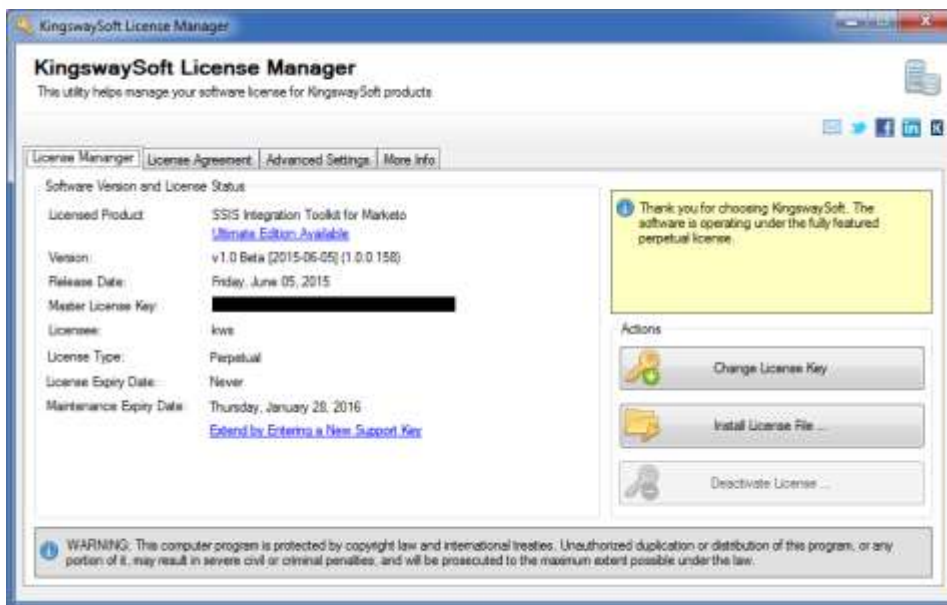 KingswaySoft License Manager
KingswaySoft License Manager
This utility helps manage your software license for KingswaySoft products
License Mananger
License Agreement
Advanced Settings
More Info
Software Version and License Status
Licensed Product:
SSIS Integration Toolkit for Marketo
Ultimate Edition Available
Version:
v1.0 Beta [2015-06-05] (1.0.0.158)
Release Date:
Friday, June 05, 2015
Master License Key:
Licensee:
kws
License Type:
Perpetual
License Expiry Date:
Never
Maintenance Expiry Date:
Thursday, January 28, 2016
Extend by Entering a New Support Key
Thank you for choosing KingswaySoft. The
software is operating under the fully featured
perpetual license.
Actions
Change License Key
Install License File ...
Deactivate License ...
WARNING: This computer program is protected by copyright law and international treaties. Unauthorized duplication or distribution of this program, or any
portion of it, may result in severe civil or criminal penalties, and will be prosecuted to the maximum extent possible under the law.